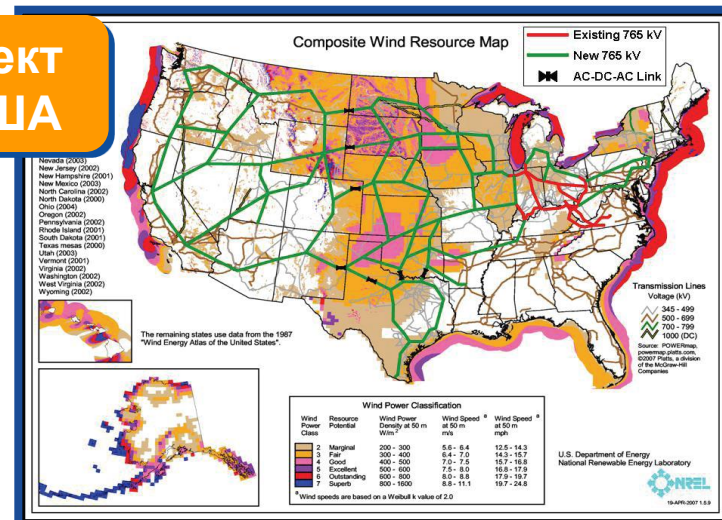 ект
ША
Composite Wind Resource Map
Existing 765 kV
New 765 kV
AC-DC-AC Link
Nevada (2003)
New Jersey (2002)
New Hampshire (2001)
New Mexico (2003)
North Carolina (2002)
North Dakota (2000)
Ohio (2004)
Oregon (2002)
Pennsylvania (2002)
Rhode Island (2001)
South Dakota (2001)
Texas mesas (2000)
Utah (2003)
Vermont (2001)
Virginia (2002)
Washington (2002)
West Virginia (2002)
Wyoming (2002)
The remaining states use data from the 1987
"Wind Energy Atlas of the United States".
Transmission Lines
Voltage (kV)
345 - 499
500 - 699
700 - 799
1000 (DC)
Source: POWERmap,
powermap.platts.com,
©2007 Platts, a division
of the McGraw-Hill
Companies
Wind Power Classification
Wind Resource Wind Power Wind Speed a Wind Speed a
Power Potential Density at 50 m at 50 m at 50 m
Class W/m 2 m/s mph
2 Marginal 200 - 300 5.6 - 6.4 12.5 - 14.3
3 Fair 300 - 400 6.4 - 7.0 14.3 - 15.7
4 Good 400 - 500 7.0 - 7.5 15.7 - 16.8
5 Excellent 500 - 600 7.5 - 8.0 16.8 - 17.9
6 Outstanding 600 - 800 8.0 - 8.8 17.9 - 19.7
7 Superb 800 - 1600 8.8 - 11.1 19.7 - 24.8
a Wind speeds are based on a Weibull k value of 2.0
U.S. Department of Energy
National Renewable Energy Laboratory
NREL
19-APR-2007 1.5.9